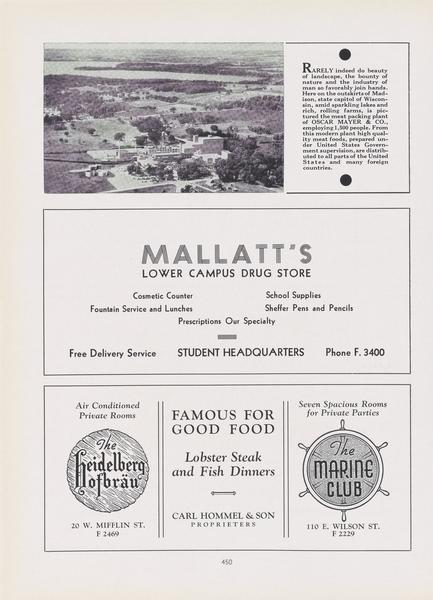 RARELY indeed do beauty
of landscape, the bounty of
nature and the industry of
man so favorably join hands.
Here on the outskirts of Mad-
ison, state capitol of Wiscon-
sin, amid sparkling lakes and
rich, rolling farms, is pic-
tured the meat packing plant
of OSCAR MAYER & CO.,
employing 1,500 people. From
this modern plant high qual-
ity meat foods, prepared un-
der United States Govern-
ment supervision, are distrib-
uted to all parts of the United
States and many foreign
countries.
MALLATT'S
LOWER CAMPUS DRUG STORE
Cosmetic Counter School Supplies
Fountain Service and Lunches Sheffer Pens and Pencils
Prescriptions Our Specialty
Free Delivery Service STUDENT HEADQUARTERS Phone F. 3400
Air Conditioned
Private Rooms
The
Heidelberg
Hofbräu
20 W. MIFFLIN ST.
F 2469
FAMOUS FOR
GOOD FOOD
Lobster Steak
and Fish Dinners
CARL HOMMEL & SON
PROPRIETERS
Seven Spacious Rooms
for Private Parties
The
MARINE
CLUB
110 E. WILSON ST.
F 2229
450